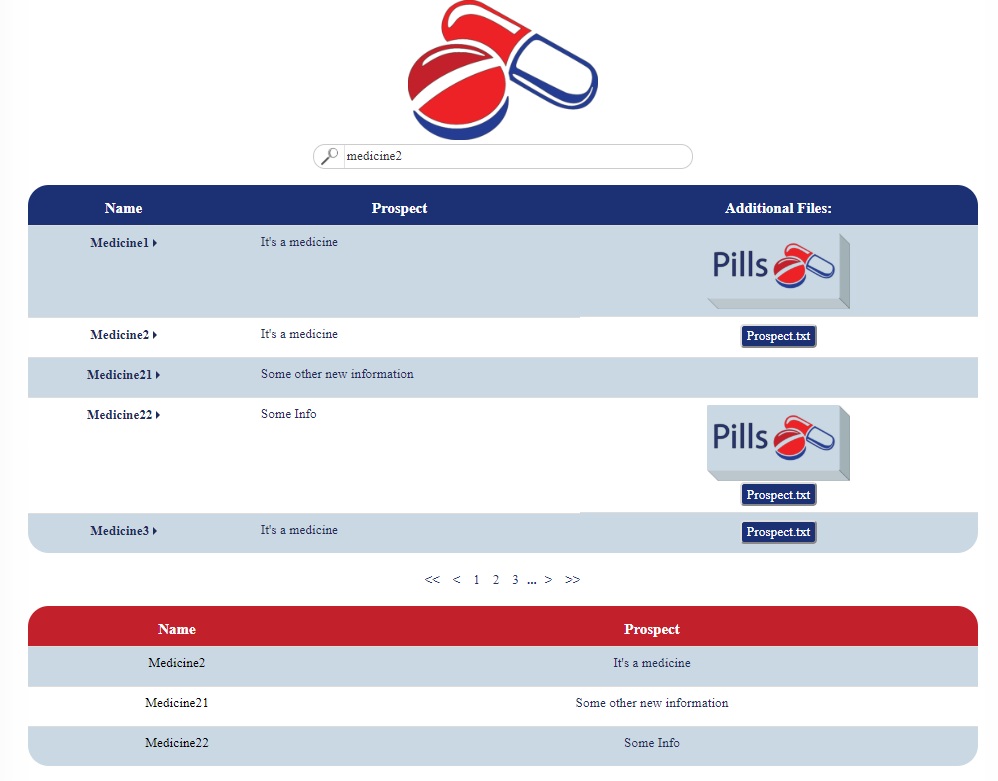 medicine2
Name Prospect Additional Files:
Medicine1 It's a medicine Pills
Medicine2 It's a medicine Prospect.txt
Medicine21 Some other new information
Medicine22 Some Info Pills
Prospect.txt
Medicine3 It's a medicine Prospect.txt
<< < 1 2 3 ... > >>
Name Prospect
Medicine2 It's a medicine
Medicine21 Some other new information
Medicine22 Some Info